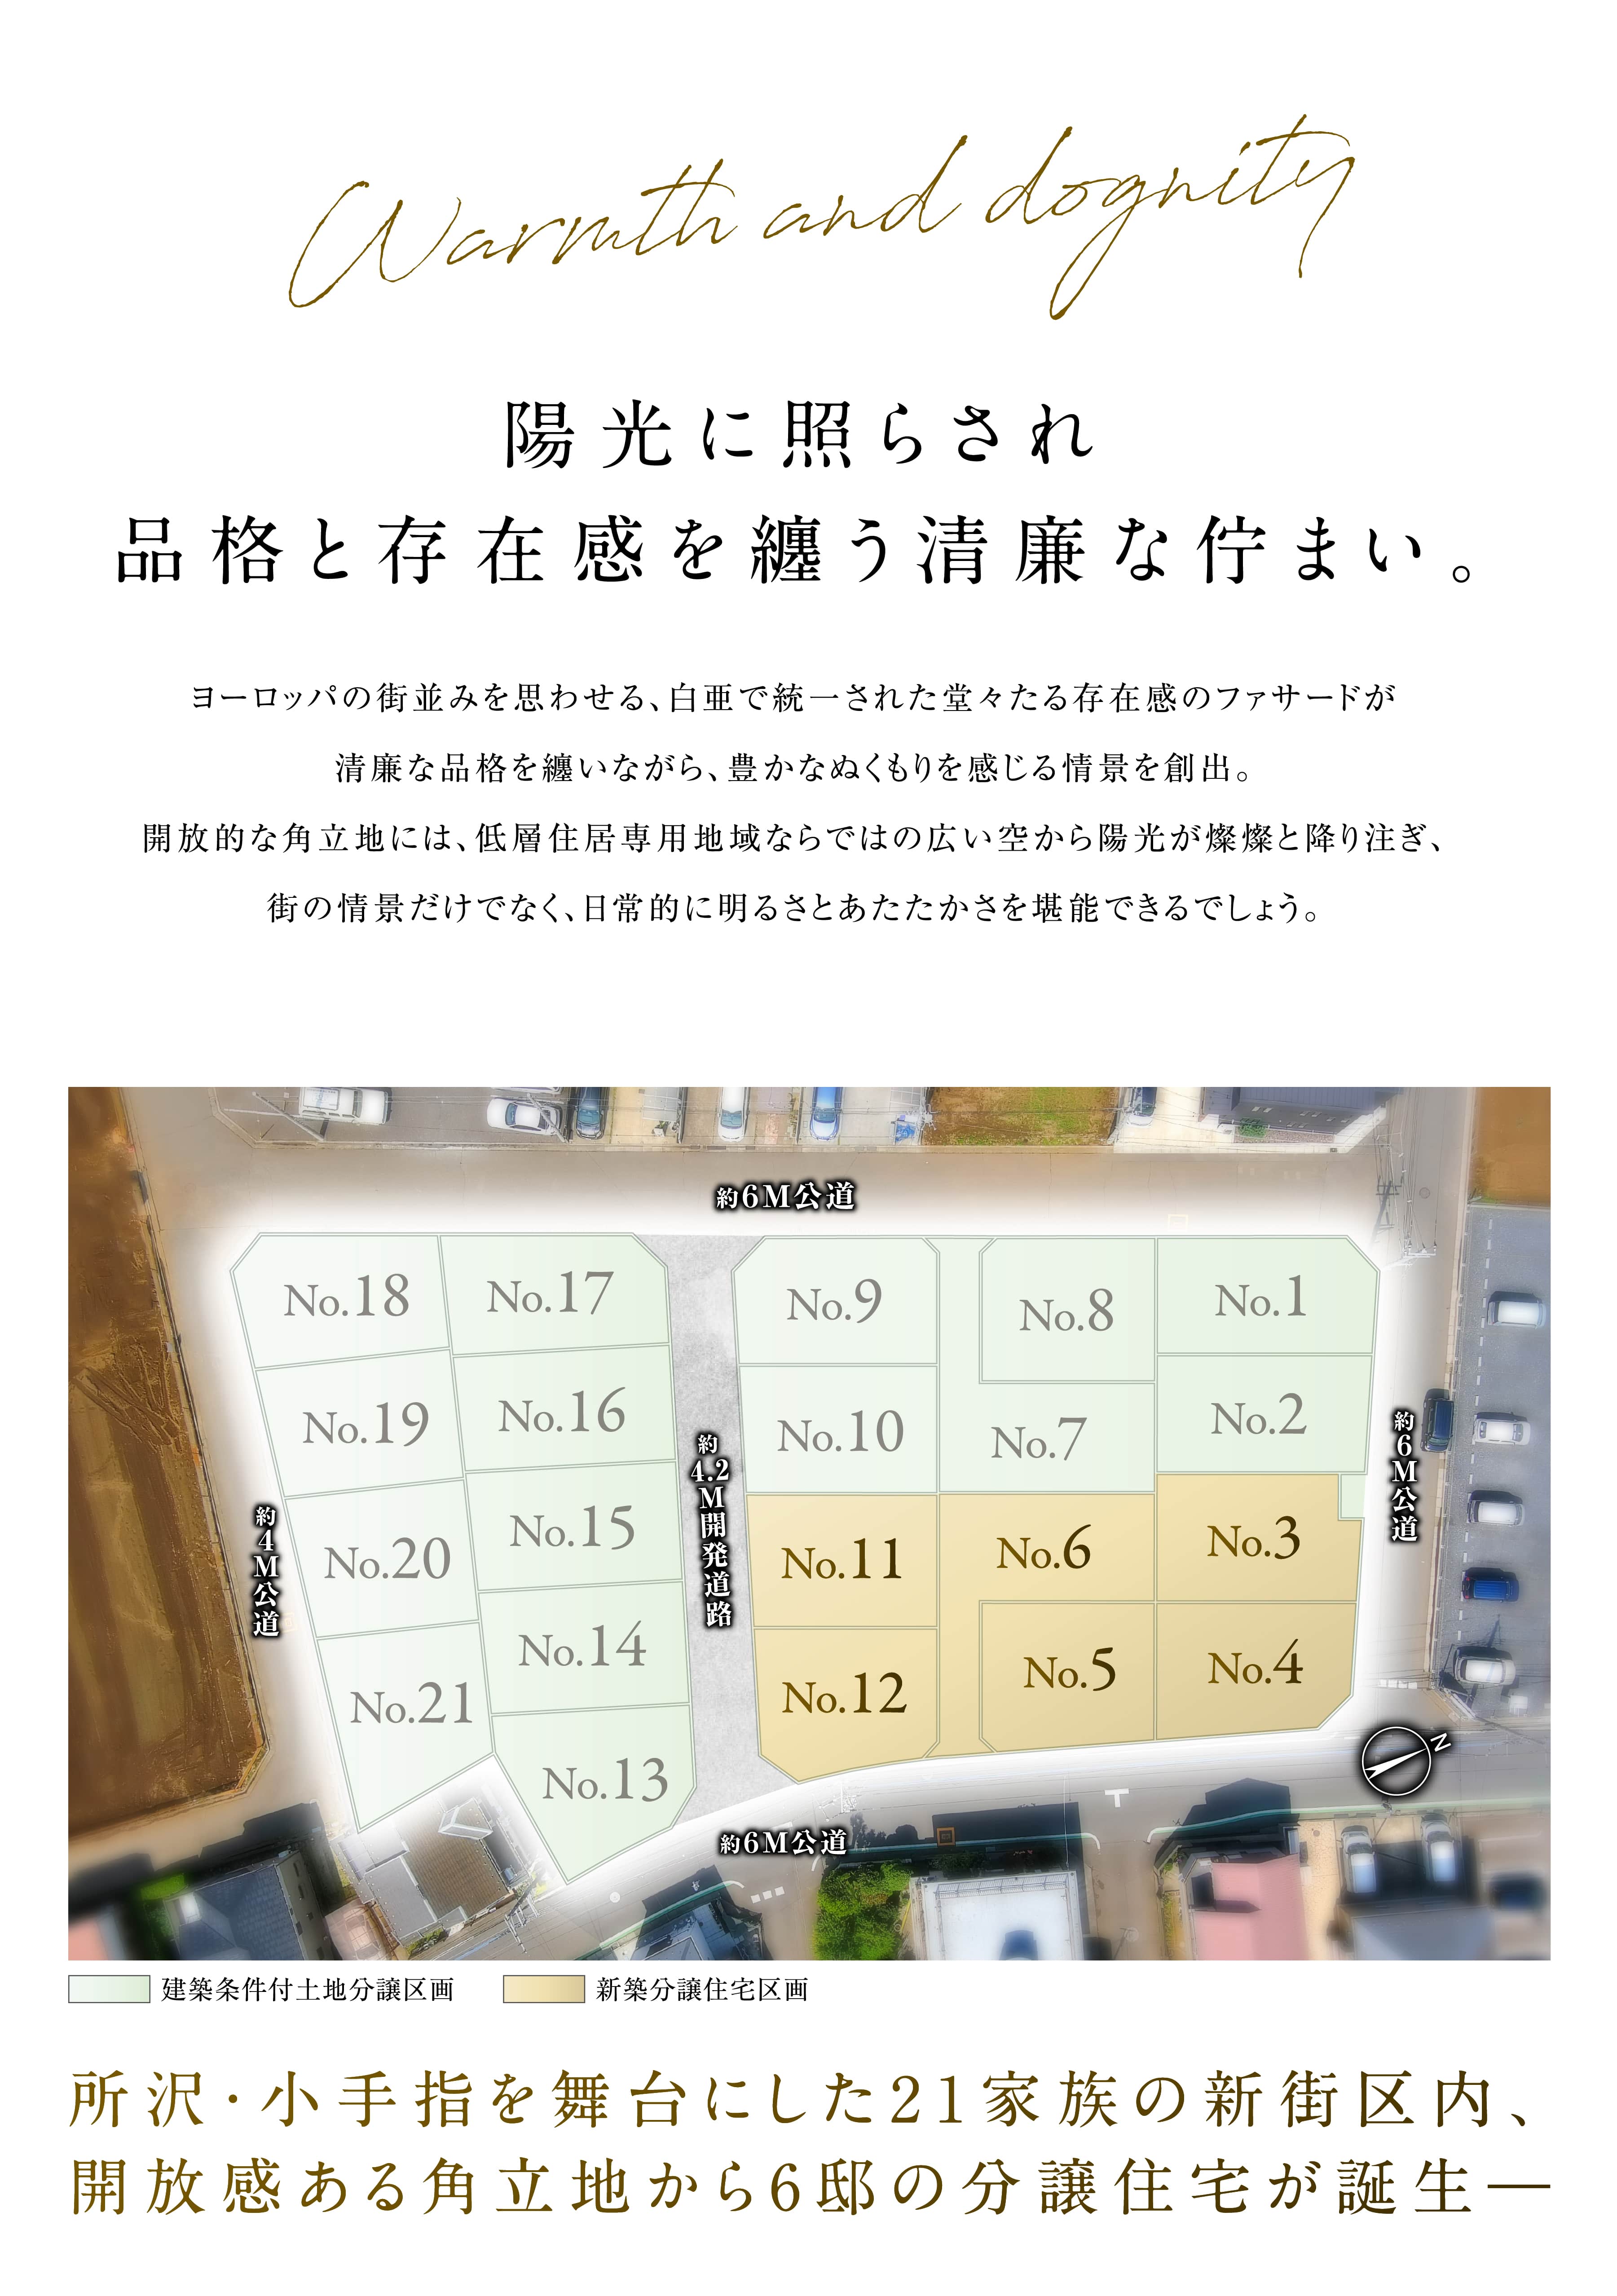 Warmth and dognity
陽光に照らされ
品格と存在感を纏う清廉な佇まい。
ヨーロッパの街並みを思わせる、白亜で統一された堂々たる存在感のファサードが
清廉な品格を纏いながら、豊かなぬくもりを感じる情景を創出。
開放的な角立地には、低層住居専用地域ならではの広い空から陽光が燦燦と降り注ぎ、
街の情景だけでなく、日常的に明るさとあたたかさを堪能できるでしょう。
約6M公道
No.18
No.17
No.9
No.8
No.1
No.19
No.16
No.10
No.7
No.2
約4M公道
No.20
No.15
約4.2M開発道路
No.11
No.6
No.3
約6M公道
No.21
No.14
No.12
No.5
No.4
No.13
N
約6M公道
建築条件付土地分譲区画
新築分譲住宅区画
所沢・小手指を舞台にした21家族の新街区内、
開放感ある角立地から6邸の分譲住宅が誕生―